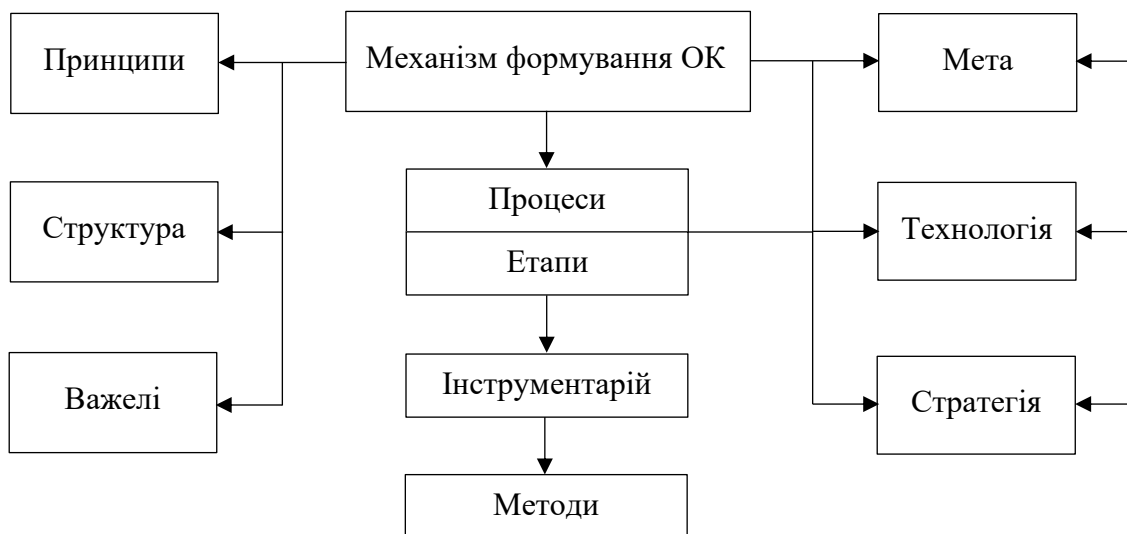 Принципи
Механізм формування ОК
Мета
Процеси
Структура
Технологія
Етапи
Інструментарій
Важелі
Стратегія
Методи